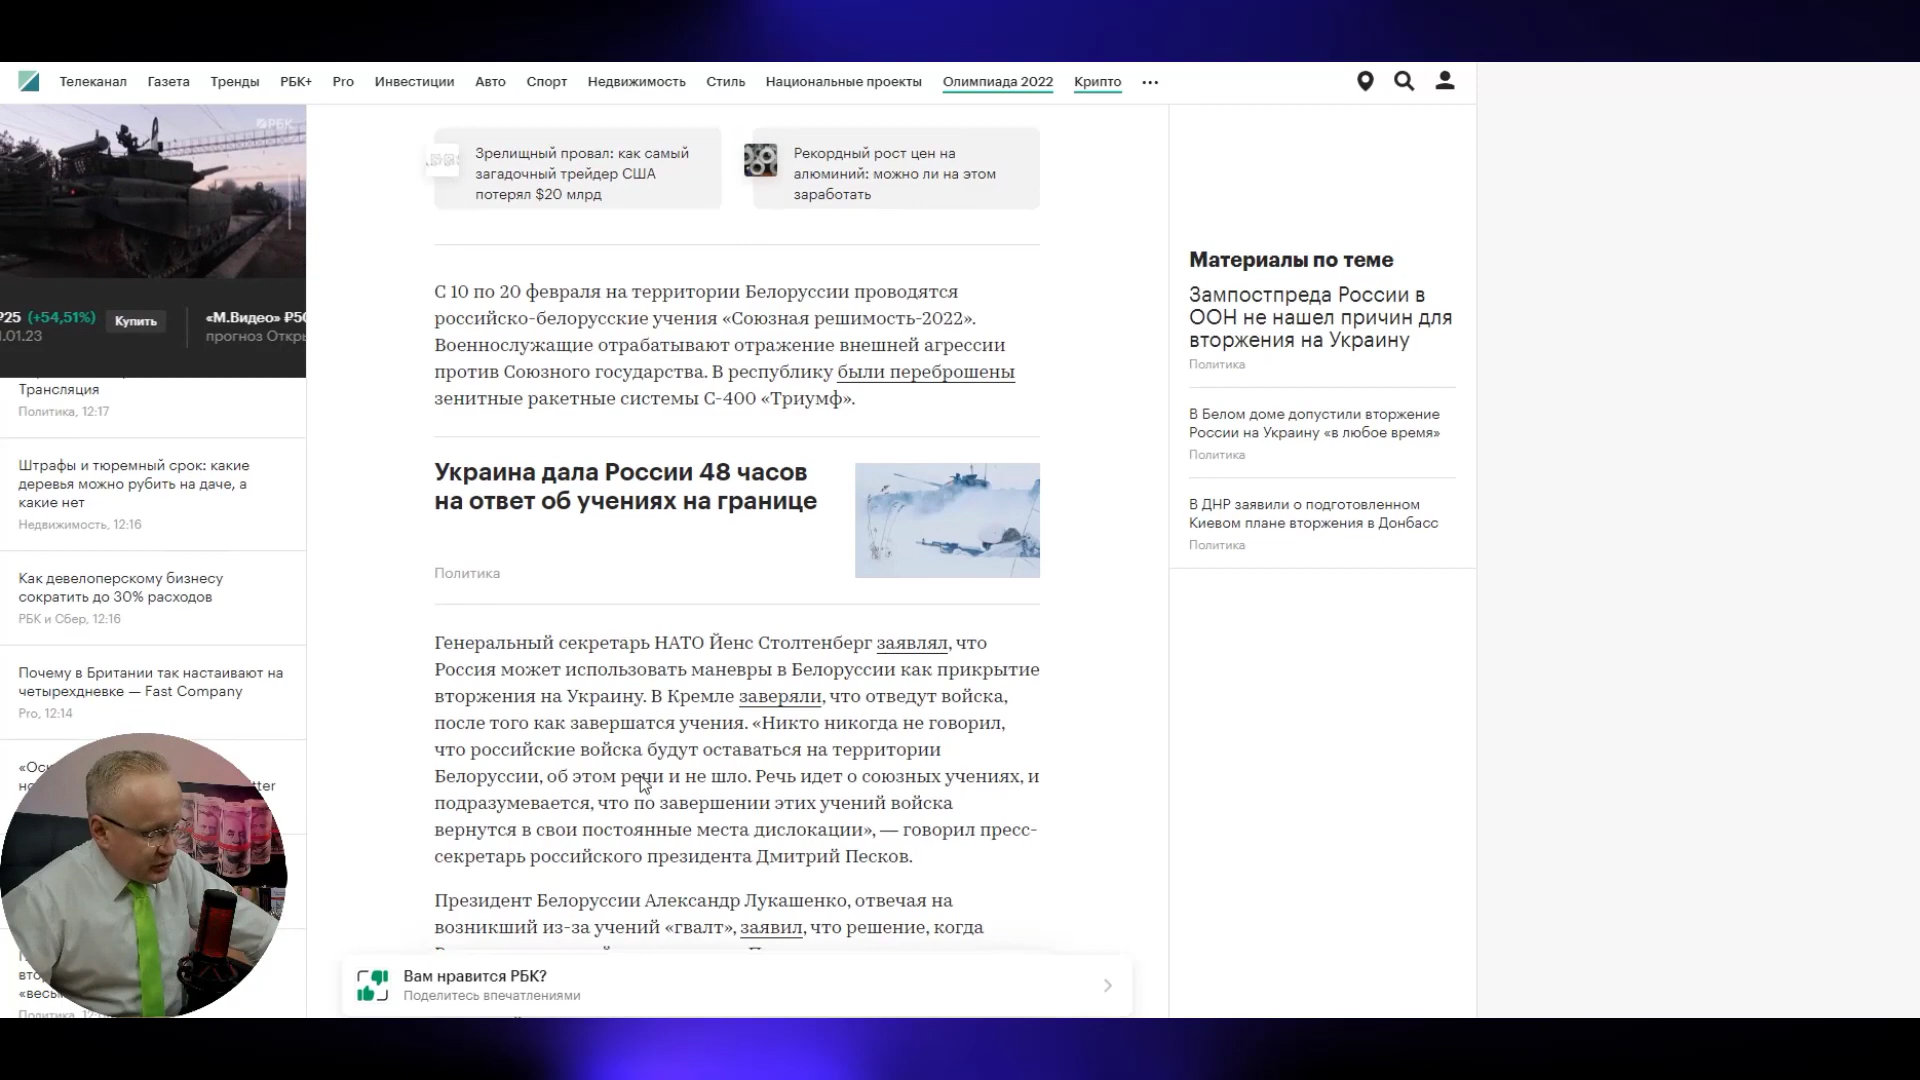 Телеканал Газета Тренды РБК+ Pro Инвестиции Авто Спорт Недвижимость Стиль Национальные проекты Олимпиада 2022 Крипто
РБК
₽25 (+54,51%) Купить
.01.23
«М.Видео» ₽50
прогноз Откры
Трансляция
Политика, 12:17
Штрафы и тюремный срок: какие
деревья можно рубить на даче, а
какие нет
Недвижимость, 12:16
Как девелоперскому бизнесу
сократить до 30% расходов
РБК и Сбер, 12:16
Почему в Британии так настаивают на
четырехдневке — Fast Company
Pro, 12:14
Зрелищный провал: как самый
загадочный трейдер США
потерял $20 млрд
Рекордный рост цен на
алюминий: можно ли на этом
заработать
С 10 по 20 февраля на территории Белоруссии проводятся
российско-белорусские учения «Союзная решимость-2022».
Военнослужащие отрабатывают отражение внешней агрессии
против Союзного государства. В республику были переброшены
зенитные ракетные системы С-400 «Триумф».
Украина дала России 48 часов
на ответ об учениях на границе
Политика
Генеральный секретарь НАТО Йенс Столтенберг заявлял, что
Россия может использовать маневры в Белоруссии как прикрытие
вторжения на Украину. В Кремле заверяли, что отведут войска,
после того как завершатся учения. «Никто никогда не говорил,
что российские войска будут оставаться на территории
Белоруссии, об этом речи и не шло. Речь идет о союзных учениях, и
подразумевается, что по завершении этих учений войска
вернутся в свои постоянные места дислокации», — говорил пресс-
секретарь российского президента Дмитрий Песков.
Президент Белоруссии Александр Лукашенко, отвечая на
возникший из-за учений «гвалт», заявил, что решение, когда
Вам нравится РБК?
Поделитесь впечатлениями
Материалы по теме
Зампостпреда России в
ООН не нашел причин для
вторжения на Украину
Политика
В Белом доме допустили вторжение
России на Украину «в любое время»
Политика
В ДНР заявили о подготовленном
Киевом плане вторжения в Донбасс
Политика